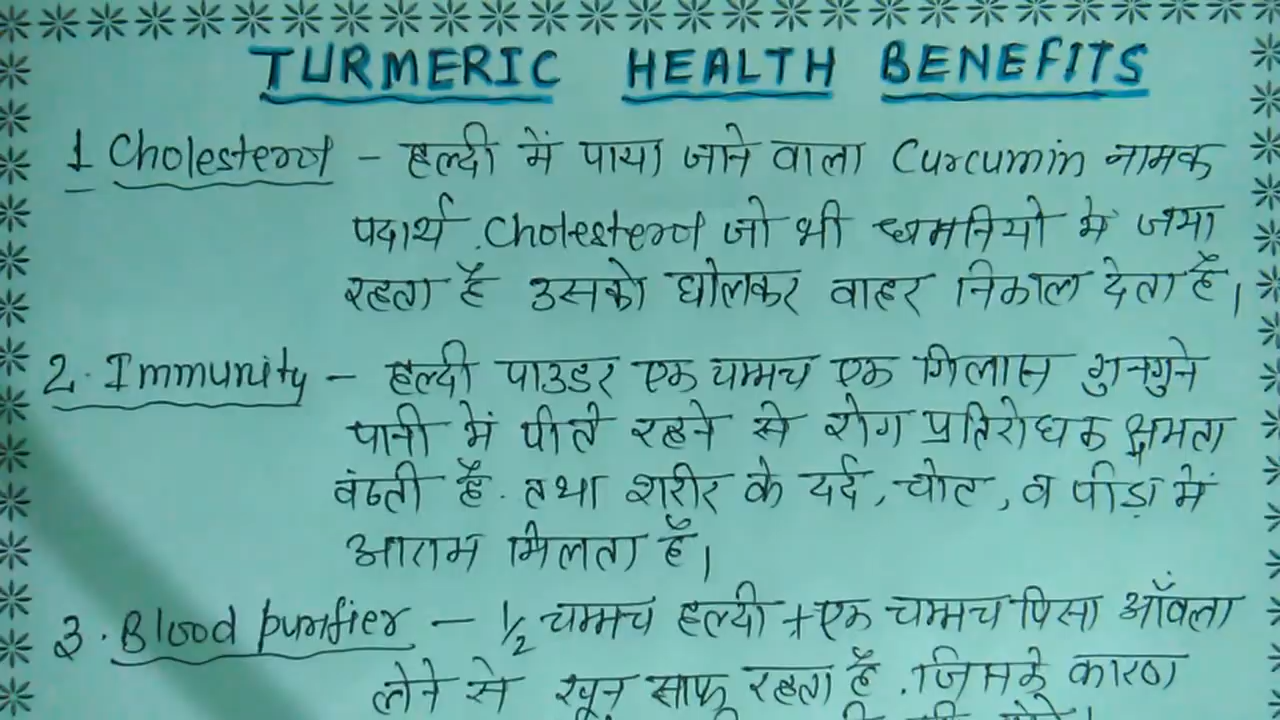 TURMERIC HEALTH BENEFITS
1 Cholesterol - हल्दी में पाया जाने वाला Curcumin नामक
पदार्थ .Cholesterol जो भी धमनियो मे जमा
रहता है उसको घोलकर वाहर निकाल देता है।
2. Immunity - हल्दी पाउडर एक चम्मच एक गिलास गुनगुने
पानी में पीते रहने से रोग प्रतिरोधक क्षमता
बंढती है. तथा शरीर के दर्द, चोट, व पीड़ा में
आराम मिलता है।
3. Blood purifier - ½ चम्मच हल्दी + एक चम्मच पिसा आँवला
लेने से खून साफ रहता है .जिसके कारण